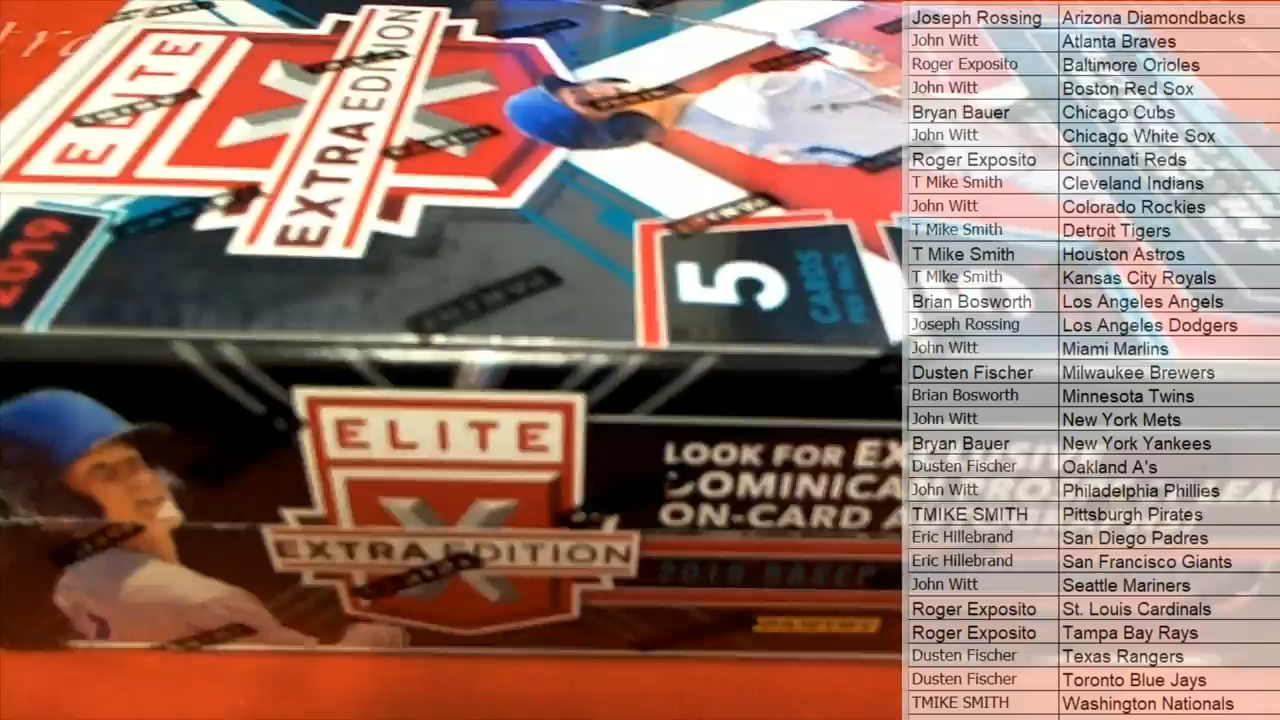 ELITE
EXTRA EDITION
2019
5
CARDS
PER PACK
ELITE
EXTRA EDITION
LOOK FOR
ON-CARD
PANINI
Joseph Rossing Arizona Diamondbacks
John Witt Atlanta Braves
Roger Exposito Baltimore Orioles
John Witt Boston Red Sox
Bryan Bauer Chicago Cubs
John Witt Chicago White Sox
Roger Exposito Cincinnati Reds
T Mike Smith Cleveland Indians
John Witt Colorado Rockies
T Mike Smith Detroit Tigers
T Mike Smith Houston Astros
T Mike Smith Kansas City Royals
Brian Bosworth Los Angeles Angels
Joseph Rossing Los Angeles Dodgers
John Witt Miami Marlins
Dusten Fischer Milwaukee Brewers
Brian Bosworth Minnesota Twins
John Witt New York Mets
Bryan Bauer New York Yankees
Dusten Fischer Oakland A's
John Witt Philadelphia Phillies
TMIKE SMITH Pittsburgh Pirates
Eric Hillebrand San Diego Padres
Eric Hillebrand San Francisco Giants
John Witt Seattle Mariners
Roger Exposito St. Louis Cardinals
Roger Exposito Tampa Bay Rays
Dusten Fischer Texas Rangers
Dusten Fischer Toronto Blue Jays
TMIKE SMITH Washington Nationals